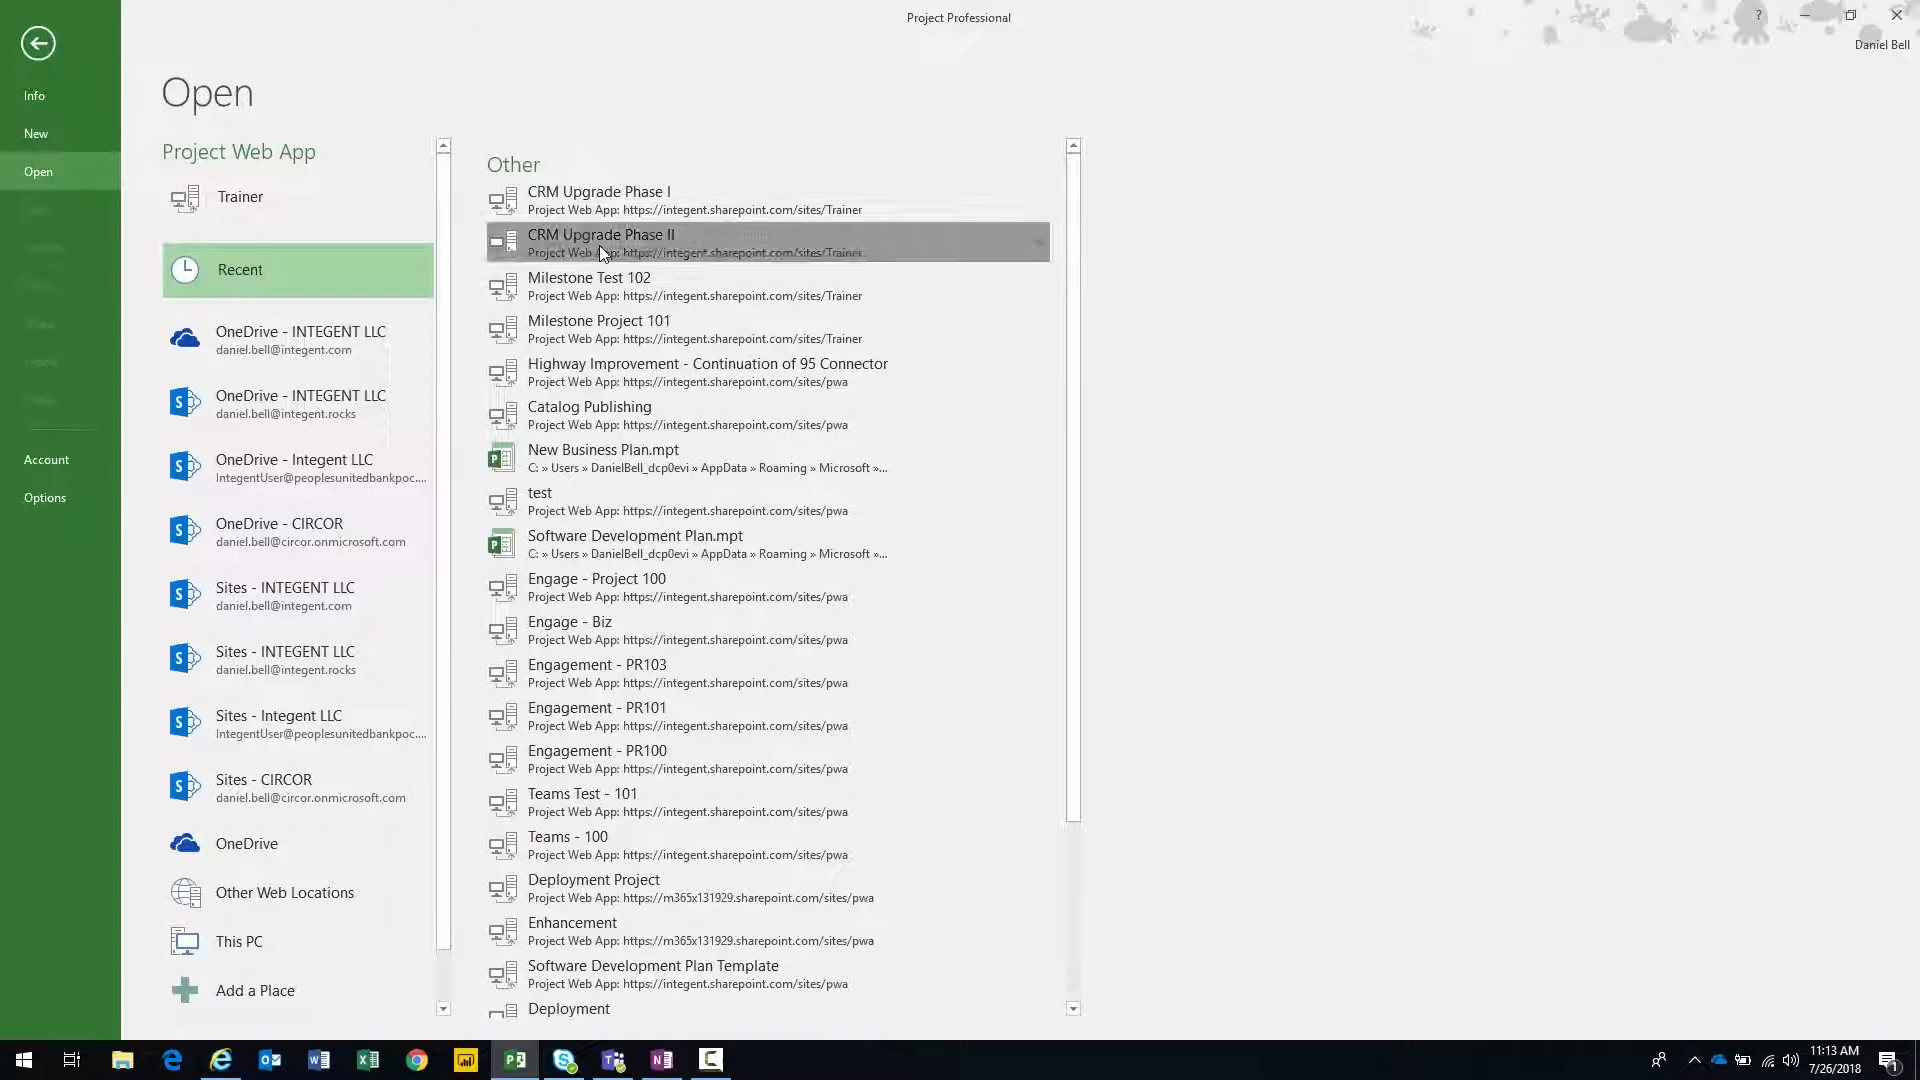 Project Professional
?
Daniel Bell
Info
New
Open
Account
Options
Open
Project Web App
Trainer
Recent
OneDrive - INTEGENT LLC
daniel.bell@integent.com
OneDrive - INTEGENT LLC
daniel.bell@integent.rocks
OneDrive - Integent LLC
IntegentUser@peoplesunitedbankpoc....
OneDrive - CIRCOR
daniel.bell@circor.onmicrosoft.com
Sites - INTEGENT LLC
daniel.bell@integent.com
Sites - INTEGENT LLC
daniel.bell@integent.rocks
Sites - Integent LLC
IntegentUser@peoplesunitedbankpoc....
Sites - CIRCOR
daniel.bell@circor.onmicrosoft.com
OneDrive
Other Web Locations
This PC
Add a Place
Other
CRM Upgrade Phase I
Project Web App: https://integent.sharepoint.com/sites/Trainer
CRM Upgrade Phase II
Project Web App: https://integent.sharepoint.com/sites/Trainer
Milestone Test 102
Project Web App: https://integent.sharepoint.com/sites/Trainer
Milestone Project 101
Project Web App: https://integent.sharepoint.com/sites/Trainer
Highway Improvement - Continuation of 95 Connector
Project Web App: https://integent.sharepoint.com/sites/pwa
Catalog Publishing
Project Web App: https://integent.sharepoint.com/sites/pwa
New Business Plan.mpt
C: » Users » DanielBell_dcp0evi » AppData » Roaming » Microsoft »...
test
Project Web App: https://integent.sharepoint.com/sites/pwa
Software Development Plan.mpt
C: » Users » DanielBell_dcp0evi » AppData » Roaming » Microsoft »...
Engage - Project 100
Project Web App: https://integent.sharepoint.com/sites/pwa
Engage - Biz
Project Web App: https://integent.sharepoint.com/sites/pwa
Engagement - PR103
Project Web App: https://integent.sharepoint.com/sites/pwa
Engagement - PR101
Project Web App: https://integent.sharepoint.com/sites/pwa
Engagement - PR100
Project Web App: https://integent.sharepoint.com/sites/pwa
Teams Test - 101
Project Web App: https://integent.sharepoint.com/sites/pwa
Teams - 100
Project Web App: https://integent.sharepoint.com/sites/pwa
Deployment Project
Project Web App: https://m365x131929.sharepoint.com/sites/pwa
Enhancement
Project Web App: https://m365x131929.sharepoint.com/sites/pwa
Software Development Plan Template
Project Web App: https://integent.sharepoint.com/sites/pwa
Deployment
11:13 AM
7/26/2018
1